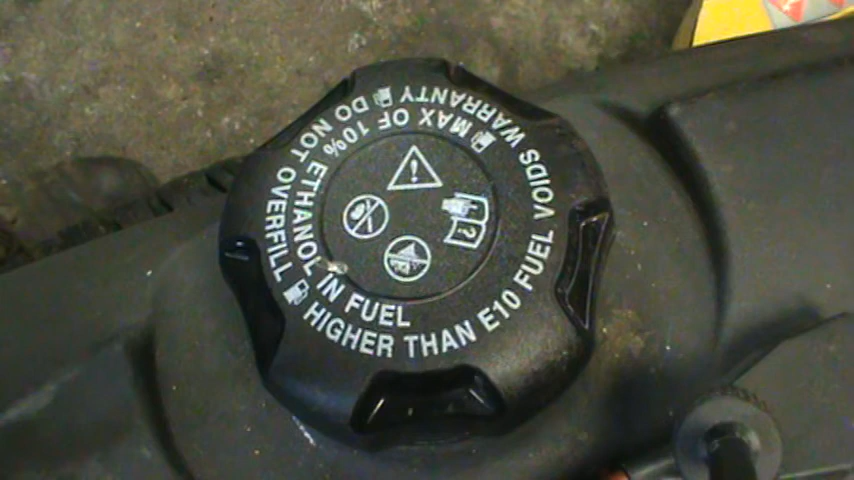 DO NOT OVERFILL HIGHER THAN E10 FUEL VOIDS WARRANTY
MAX OF 10% ETHANOL IN FUEL
?